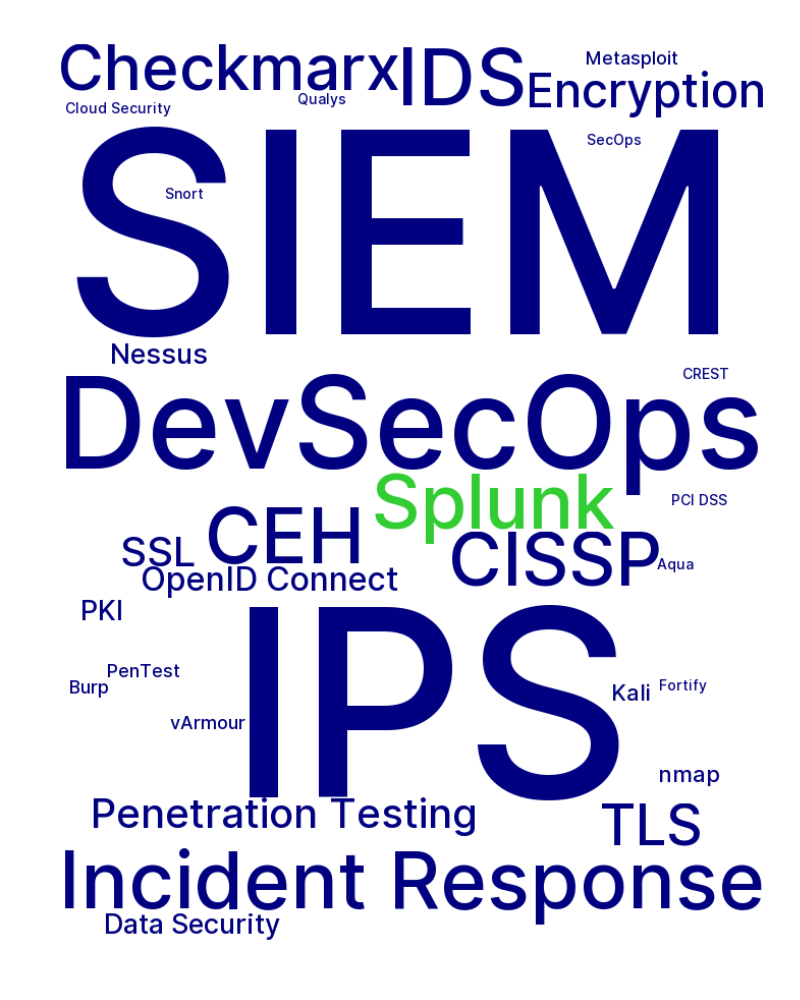 Checkmarx
IDS
Metasploit
Encryption
Qualys
Cloud Security
SIEM
SecOps
Snort
Nessus
CREST
DevSecOps
Splunk
PCI DSS
CEH
SSL
CISSP
Aqua
OpenID Connect
PKI
IPS
PenTest
Burp
Kali
Fortify
vArmour
nmap
Penetration Testing
TLS
Incident Response
Data Security